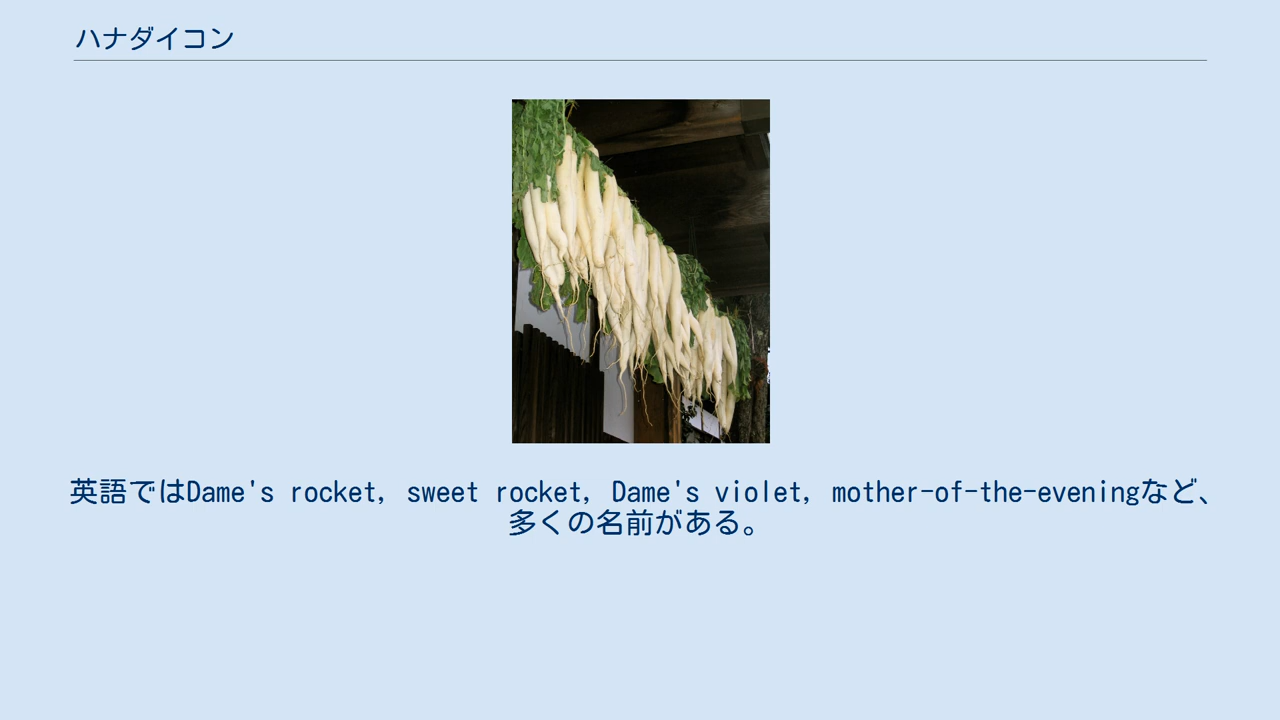 ハナダイコン
英語ではDame's rocket, sweet rocket, Dame's violet, mother-of-the-eveningなど、
多くの名前がある。